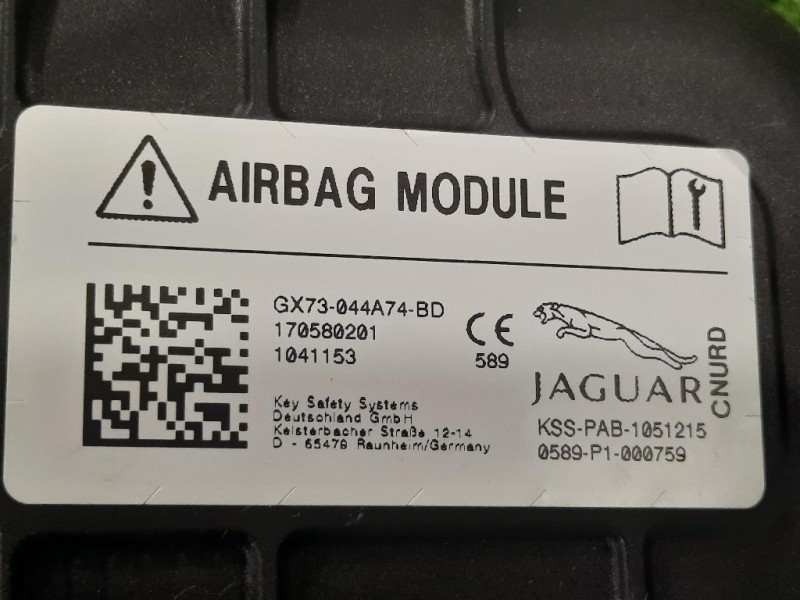 AIRBAG MODULE
GX73-044A74-BD
170580201
1041153
CE
589
JAGUAR
CNURD
Key Safety Systems
Deutschland GmbH
Kelsterbacher Straße 12-14
D - 65479 Raunheim/Germany
KSS-PAB-1051215
0589-P1-000759